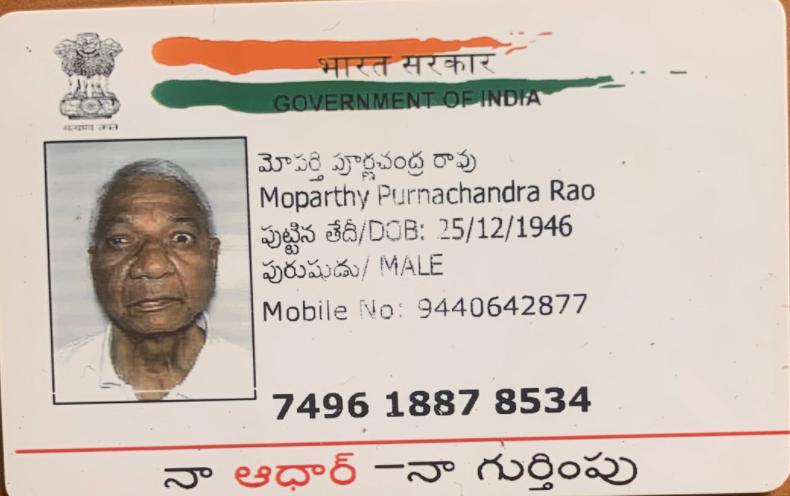 भारत सरकार
GOVERNMENT OF INDIA
सत्यमेव जयते
మోపర్తి పూర్ణచంద్ర రావు
Moparthy Purnachandra Rao
పుట్టిన తేదీ/DOB: 25/12/1946
పురుషుడు/ MALE
Mobile No: 9440642877
7496 1887 8534
నా ఆధార్ -నా గుర్తింపు